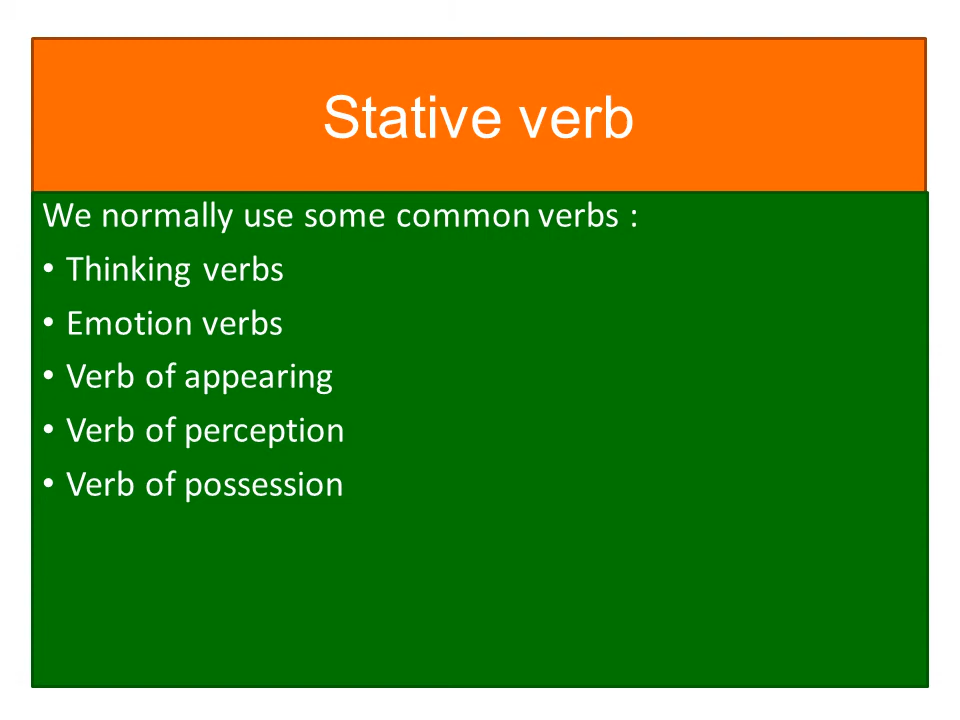 Stative verb
We normally use some common verbs :
• Thinking verbs
• Emotion verbs
• Verb of appearing
• Verb of perception
• Verb of possession